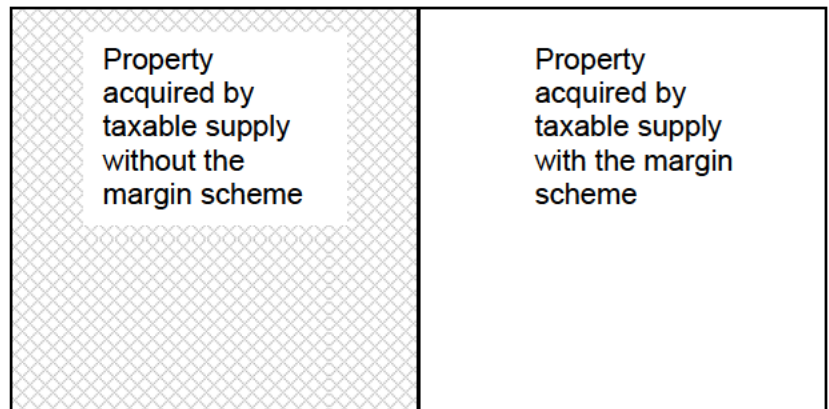 Property
acquired by
taxable supply
without the
margin scheme
Property
acquired by
taxable supply
with the margin
scheme